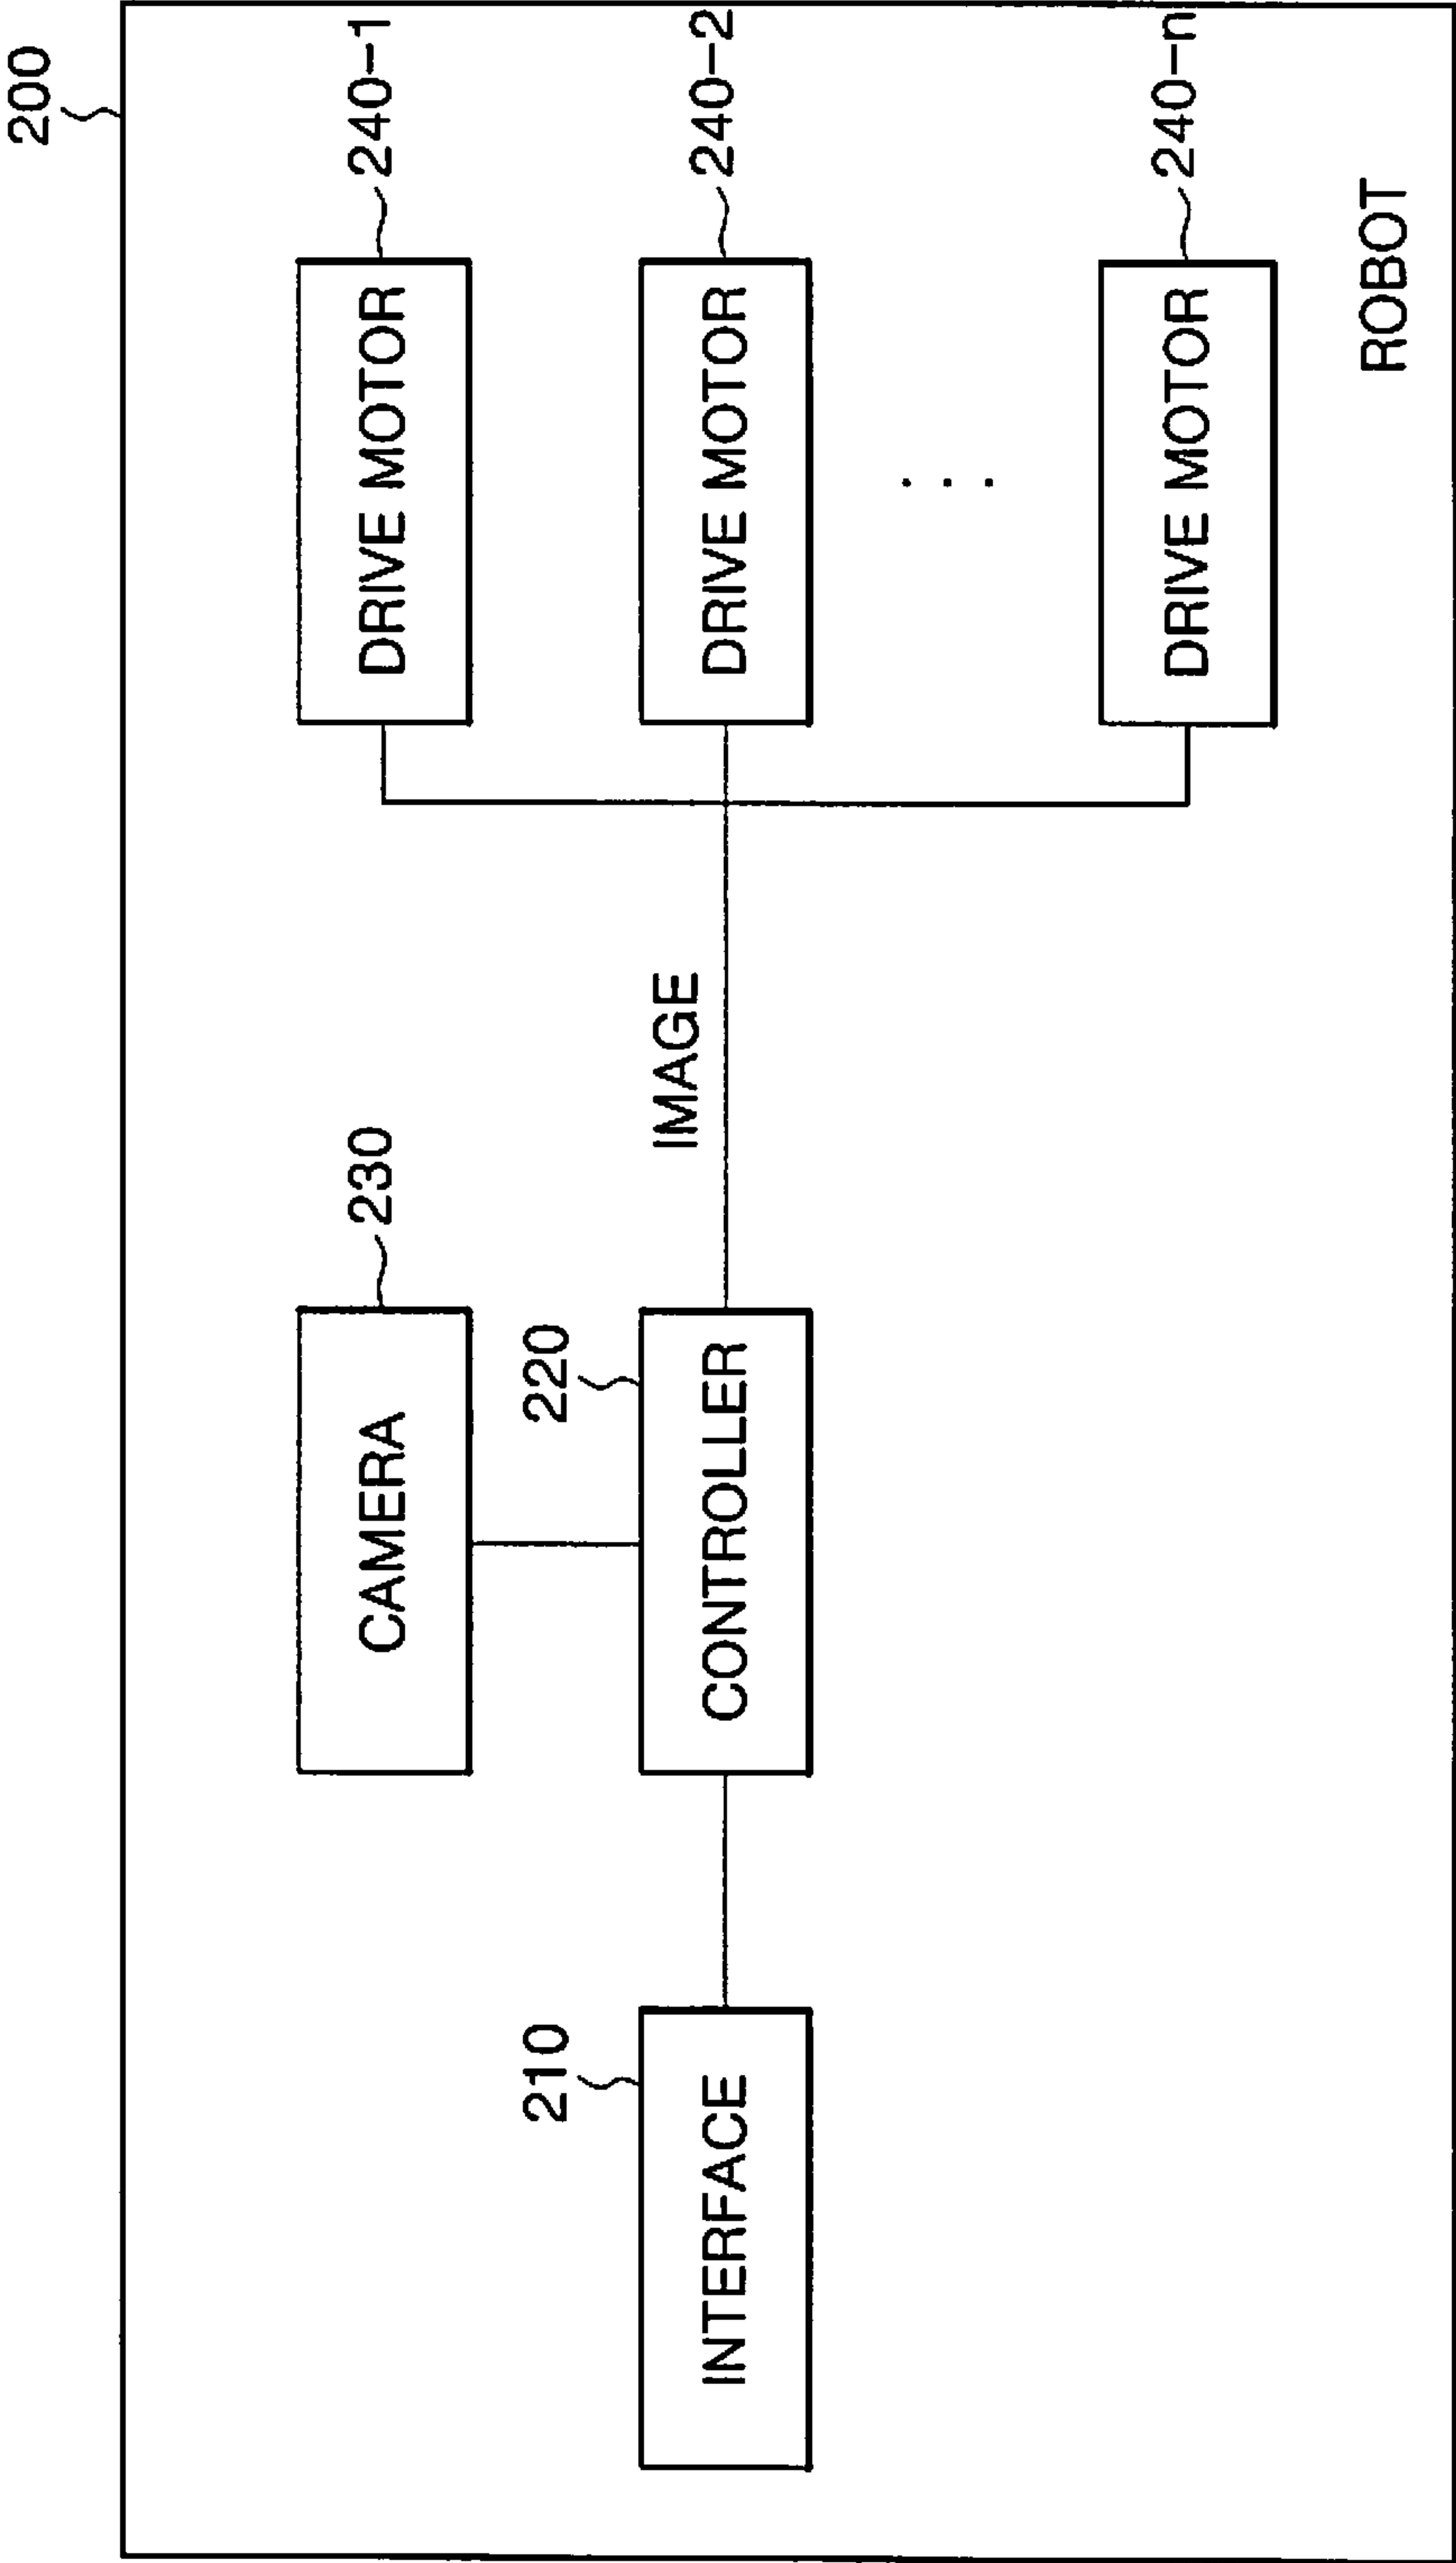 200
CAMERA
230
DRIVE MOTOR
240-1
210
220
INTERFACE
CONTROLLER
IMAGE
DRIVE MOTOR
240-2
. . .
DRIVE MOTOR
240-n
ROBOT